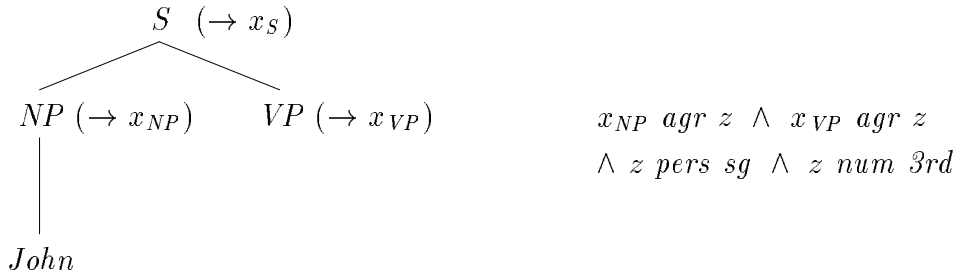 S (→ x_S)
NP (→ x_NP) VP (→ x_VP) x_NP agr z ∧ x_VP agr z
∧ z pers sg ∧ z num 3rd
John